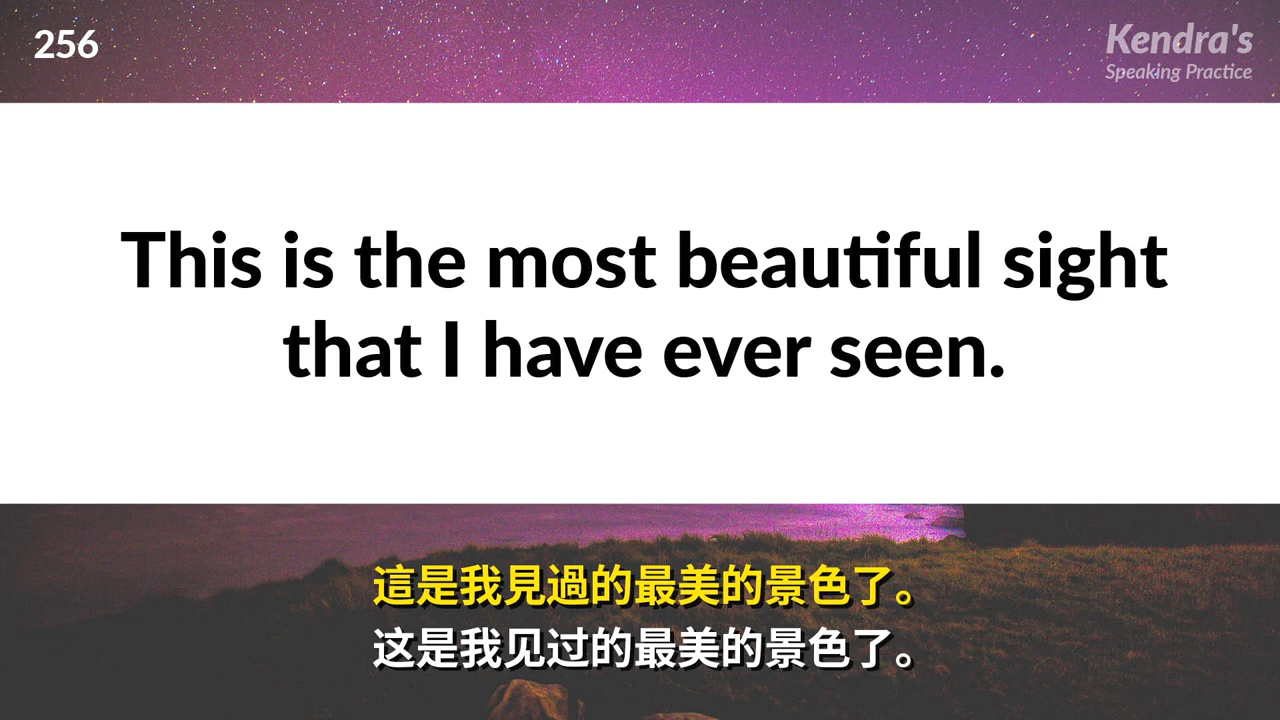 256
Kendra's
Speaking Practice
This is the most beautiful sight
that I have ever seen.
這是我見過的最美的景色了。
这是我见过的最美的景色了。